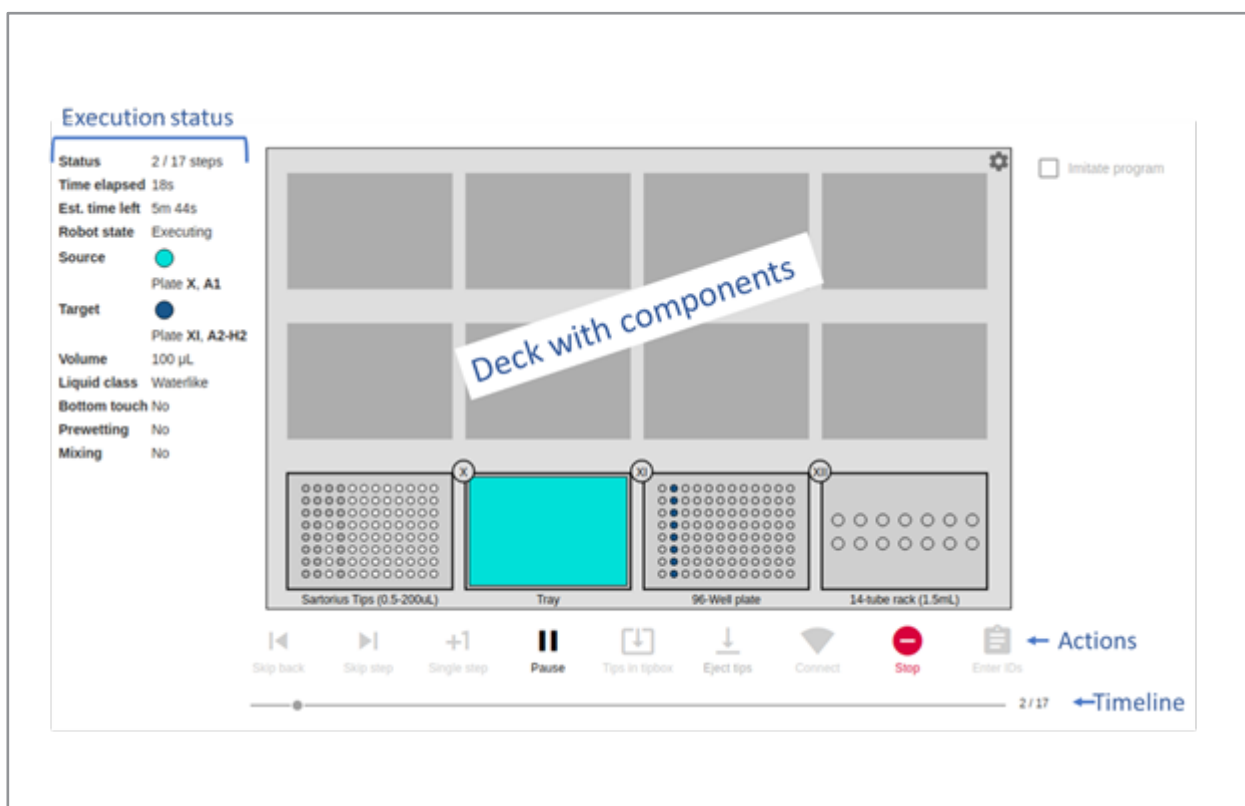 Execution status
Status 2 / 17 steps
Time elapsed 18s
Est. time left 5m 44s
Robot state Executing
Source
Plate X, A1
Target
Plate XI, A2-H2
Volume 100 µL
Liquid class Waterlike
Bottom touch No
Prewetting No
Mixing No
Imitate program
Deck with components
X XI XII
Sartorius Tips (0.5-200uL) Tray 96-Well plate 14-tube rack (1.5mL)
+1
Skip back Skip step Single step Pause Tips in tipbox Eject tips Connect Stop Enter IDs
Actions
2 / 17
Timeline